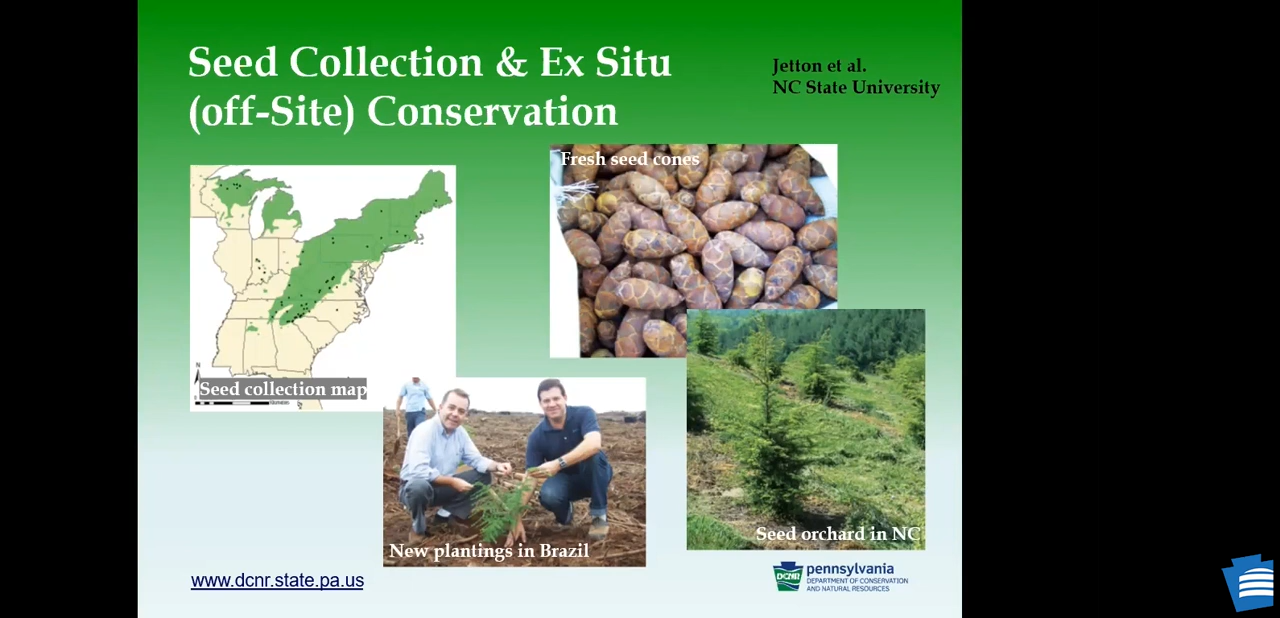 Seed Collection & Ex Situ
(off-Site) Conservation
Jetton et al.
NC State University
Fresh seed cones
Seed collection map
New plantings in Brazil
Seed orchard in NC
www.dcnr.state.pa.us
DCNR
pennsylvania
DEPARTMENT OF CONSERVATION
AND NATURAL RESOURCES